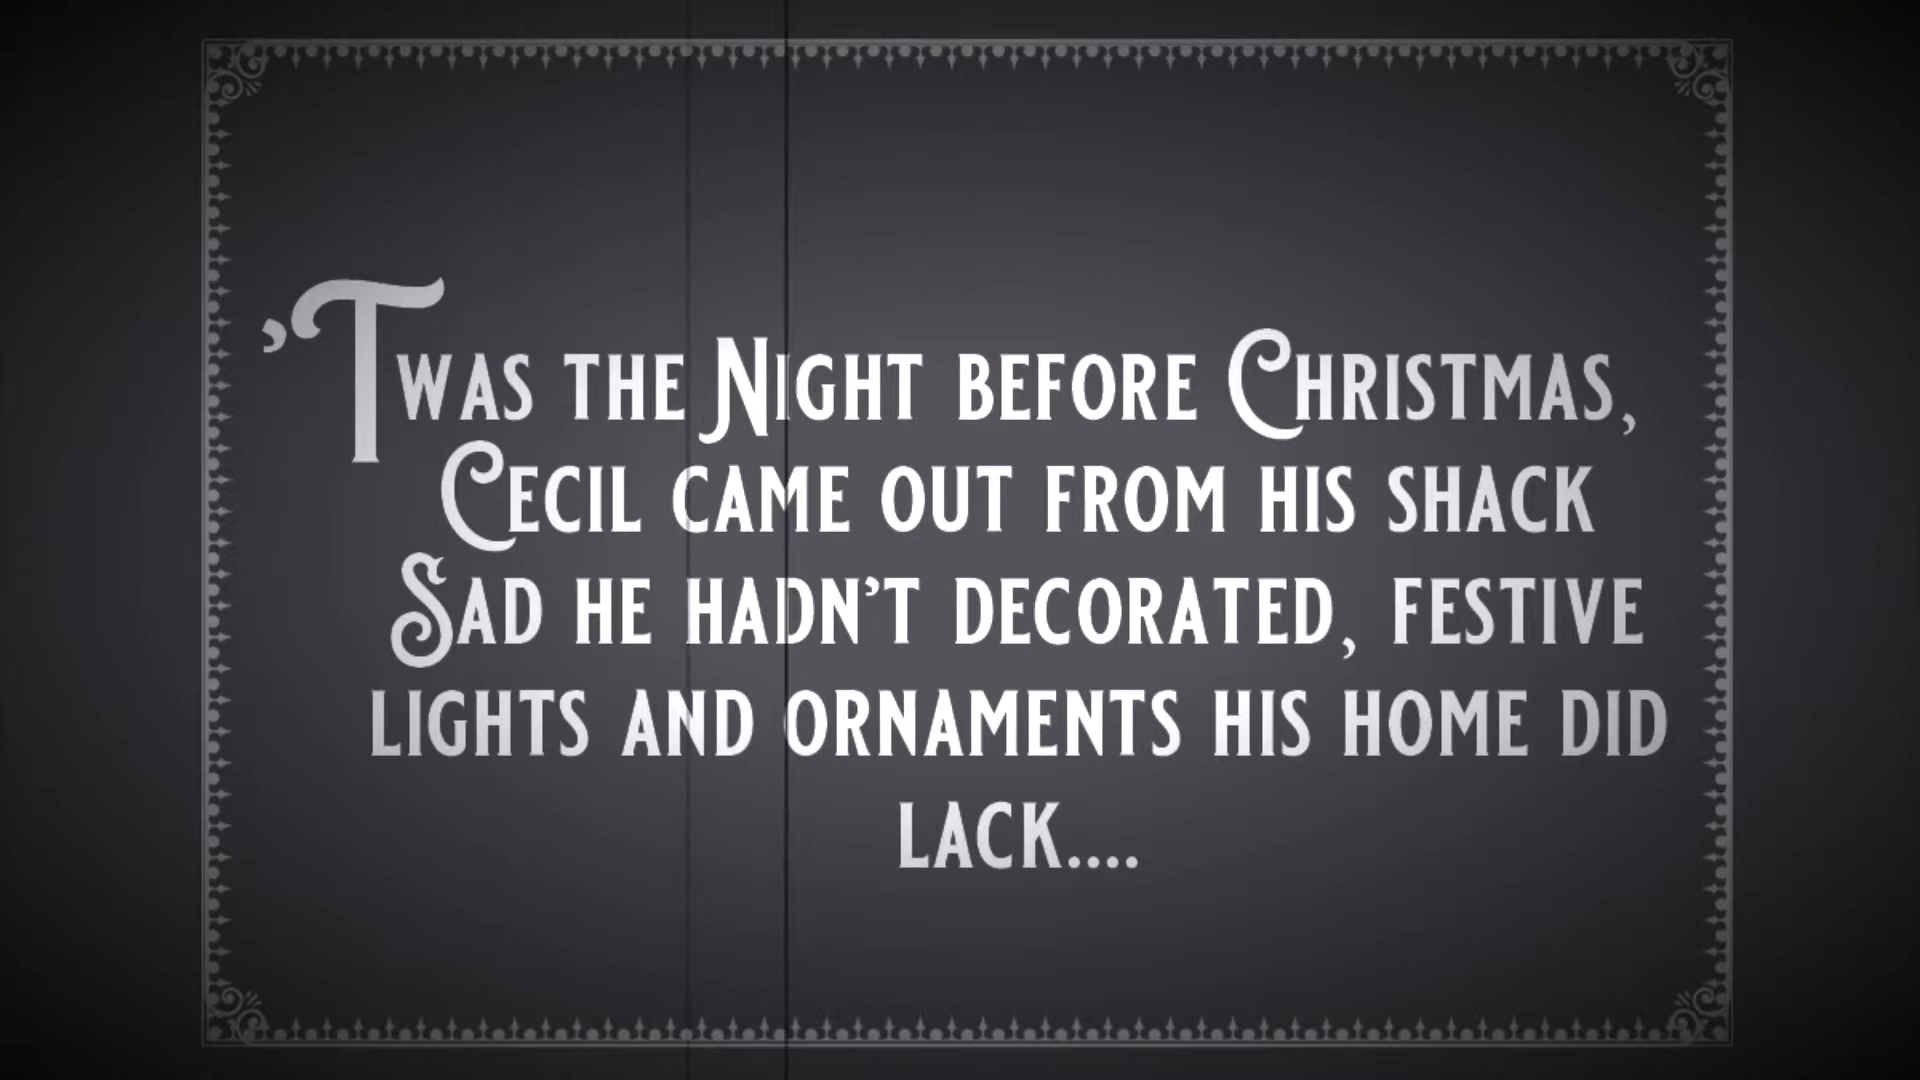 ’Twas the Night before Christmas,
Cecil came out from his shack
Sad he hadn’t decorated, festive
lights and ornaments his home did
lack....